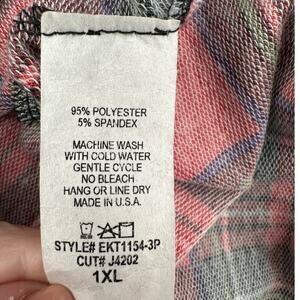 95% POLYESTER
5% SPANDEX
MACHINE WASH
WITH COLD WATER
GENTLE CYCLE
NO BLEACH
HANG OR LINE DRY
MADE IN U.S.A.
STYLE# EKT1154-3P
CUT# J4202
1XL